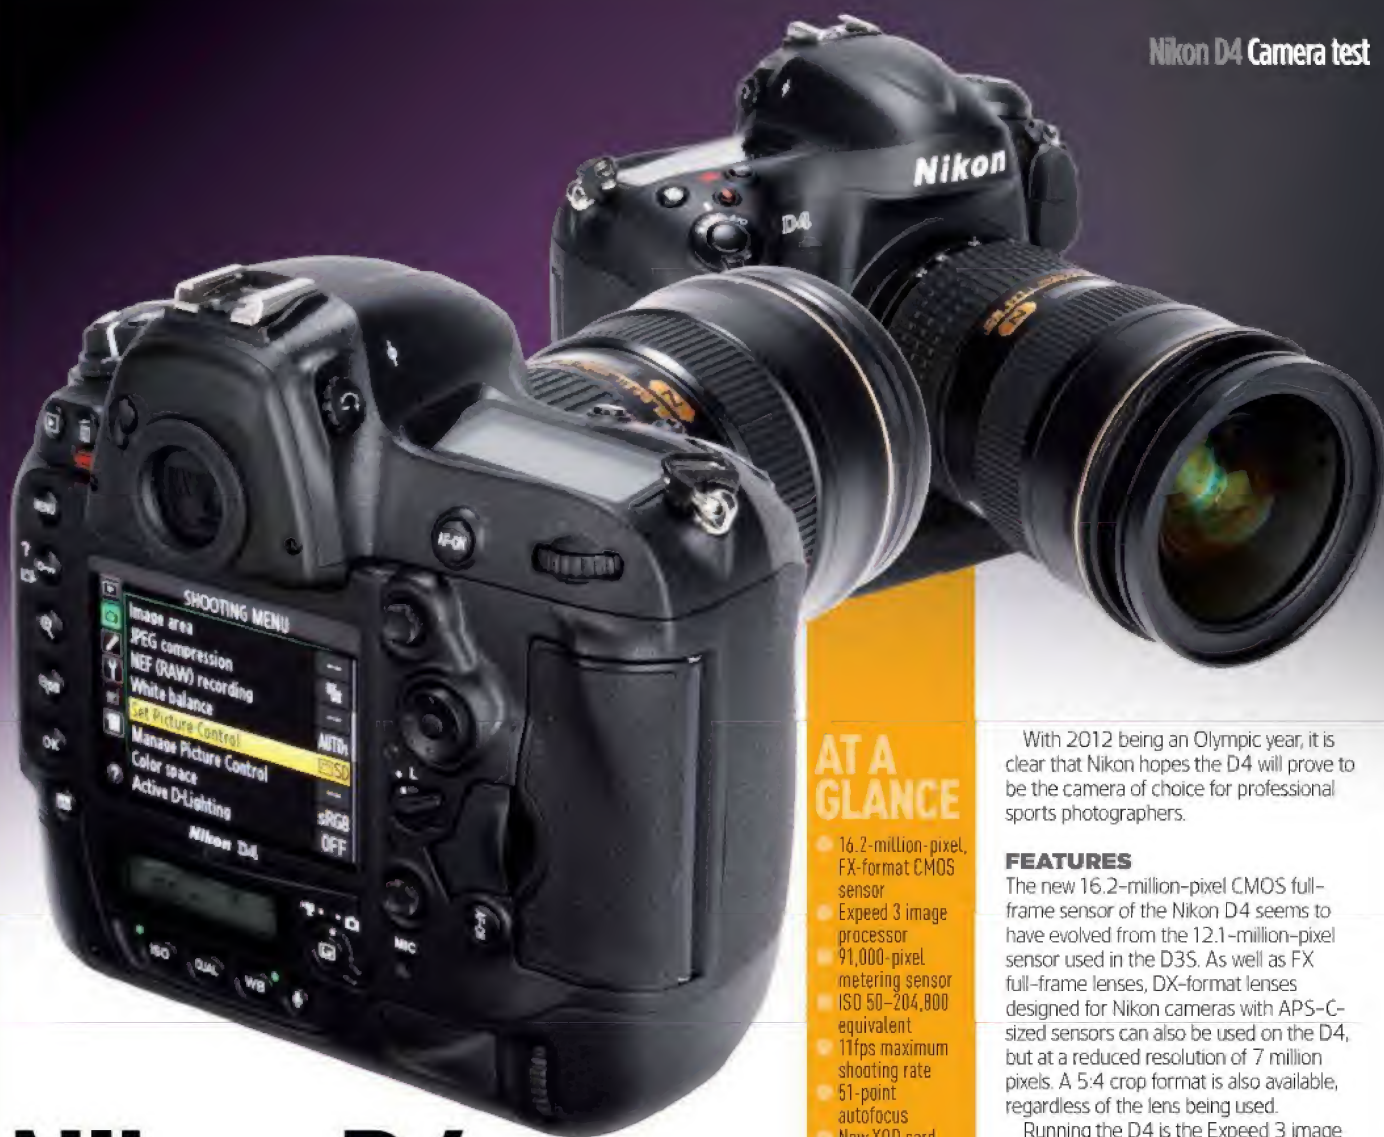 Nikon D4 Camera test
Nikon
D4
AF-ON
MENU
SHOOTING MENU
Image area
JPEG compression
NEF (RAW) recording
White balance
AUTO1
Set Picture Control
SD
Manage Picture Control
Color space
sRGB
Active D-Lighting
OFF
OK
L
Nikon D4
MIC
ISO
QUAL
WB
AT A
GLANCE
16.2-million-pixel,
FX-format CMOS
sensor
Expeed 3 image
processor
91,000-pixel
metering sensor
ISO 50–204,800
equivalent
11fps maximum
shooting rate
51-point
autofocus
New XQD card
With 2012 being an Olympic year, it is
clear that Nikon hopes the D4 will prove to
be the camera of choice for professional
sports photographers.
FEATURES
The new 16.2-million-pixel CMOS full-
frame sensor of the Nikon D4 seems to
have evolved from the 12.1-million-pixel
sensor used in the D3S. As well as FX
full-frame lenses, DX-format lenses
designed for Nikon cameras with APS-C-
sized sensors can also be used on the D4,
but at a reduced resolution of 7 million
pixels. A 5:4 crop format is also available,
regardless of the lens being used.
Running the D4 is the Expeed 3 image